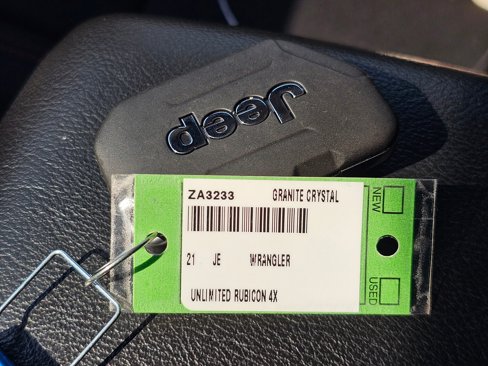 Jeep
ZA3233 GRANITE CRYSTAL
21 JE WRANGLER
UNLIMITED RUBICON 4X
NEW
USED